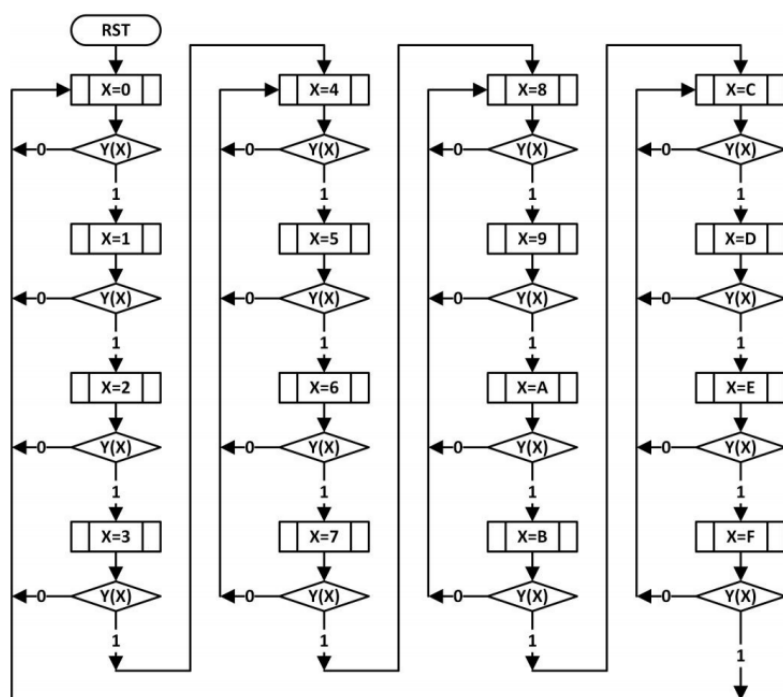 RST
X=0
0 Y(X)
1
X=1
0 Y(X)
1
X=2
0 Y(X)
1
X=3
0 Y(X)
1
X=4
0 Y(X)
1
X=5
0 Y(X)
1
X=6
0 Y(X)
1
X=7
0 Y(X)
1
X=8
0 Y(X)
1
X=9
0 Y(X)
1
X=A
0 Y(X)
1
X=B
0 Y(X)
1
X=C
0 Y(X)
1
X=D
0 Y(X)
1
X=E
0 Y(X)
1
X=F
0 Y(X)
1